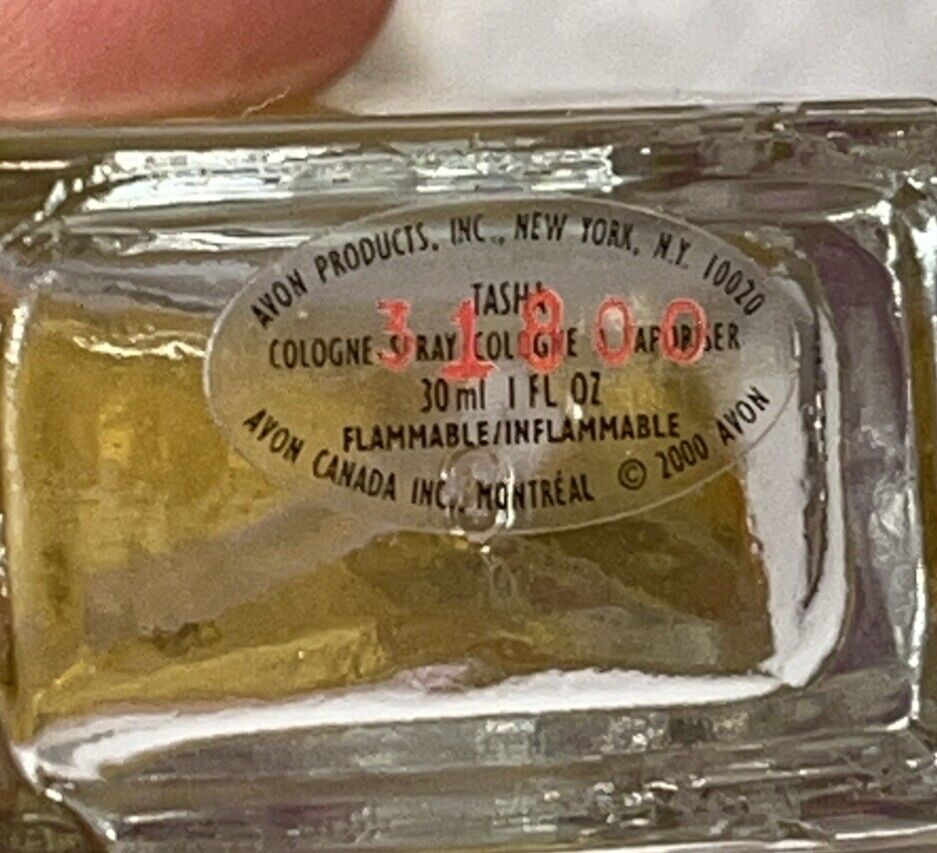 AVON PRODUCTS, INC., NEW YORK, N.Y. 10020
TASHA
31800
COLOGNE SPRAY COLOGNE VAPORISER
30 ml 1 FL OZ
FLAMMABLE/INFLAMMABLE
AVON CANADA INC., MONTRÉAL © 2000 AVON